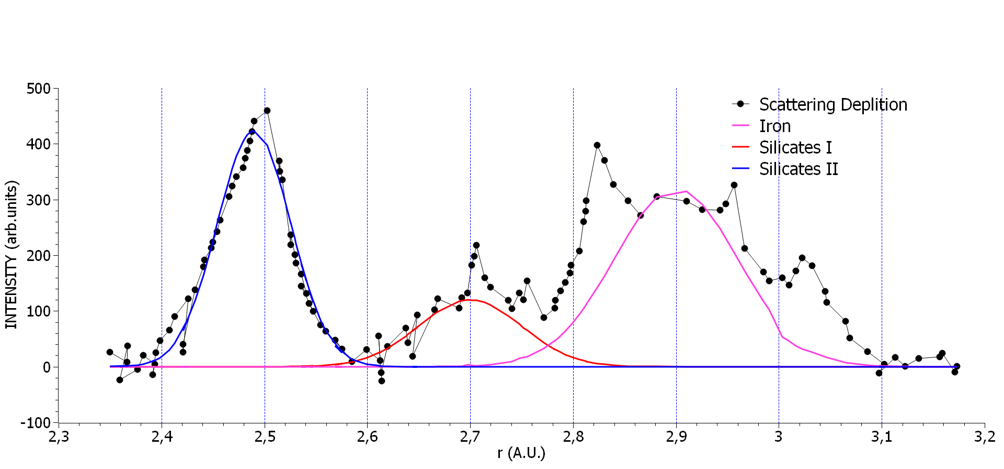 Scattering Deplition
Iron
Silicates I
Silicates II
INTENSITY (arb.units)
500
400
300
200
100
0
-100
2,3
2,4
2,5
2,6
2,7
2,8
2,9
3
3,1
3,2
r (A.U.)